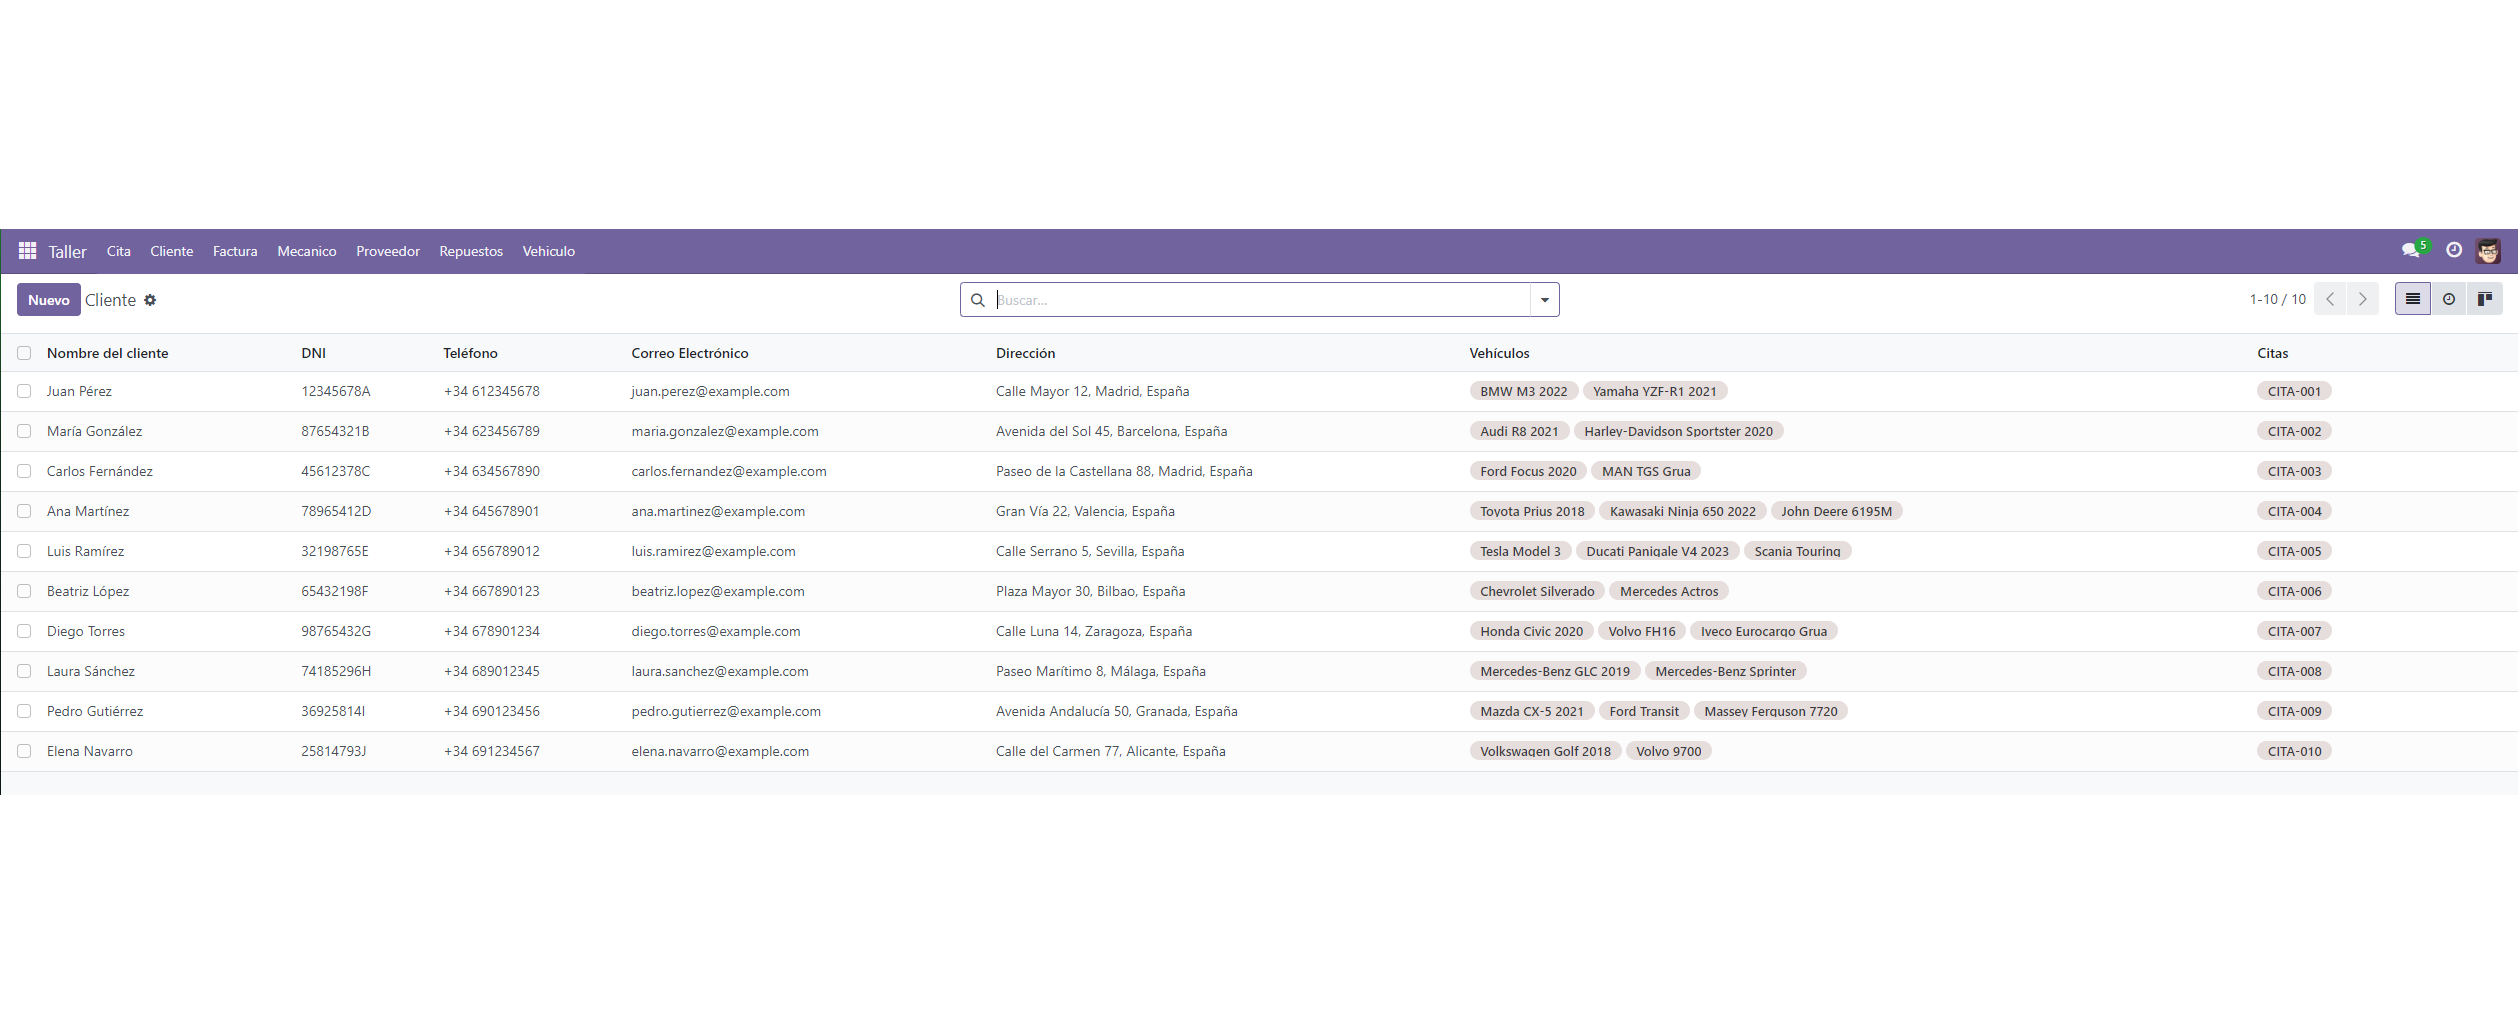 Taller Cita Cliente Factura Mecanico Proveedor Repuestos Vehiculo 5
Nuevo Cliente Buscar... 1-10 / 10
Nombre del cliente DNI Teléfono Correo Electrónico Dirección Vehículos Citas
Juan Pérez 12345678A +34 612345678 juan.perez@example.com Calle Mayor 12, Madrid, España BMW M3 2022 Yamaha YZF-R1 2021 CITA-001
María González 87654321B +34 623456789 maria.gonzalez@example.com Avenida del Sol 45, Barcelona, España Audi R8 2021 Harley-Davidson Sportster 2020 CITA-002
Carlos Fernández 45612378C +34 634567890 carlos.fernandez@example.com Paseo de la Castellana 88, Madrid, España Ford Focus 2020 MAN TGS Grua CITA-003
Ana Martínez 78965412D +34 645678901 ana.martinez@example.com Gran Vía 22, Valencia, España Toyota Prius 2018 Kawasaki Ninja 650 2022 John Deere 6195M CITA-004
Luis Ramírez 32198765E +34 656789012 luis.ramirez@example.com Calle Serrano 5, Sevilla, España Tesla Model 3 Ducati Panigale V4 2023 Scania Touring CITA-005
Beatriz López 65432198F +34 667890123 beatriz.lopez@example.com Plaza Mayor 30, Bilbao, España Chevrolet Silverado Mercedes Actros CITA-006
Diego Torres 98765432G +34 678901234 diego.torres@example.com Calle Luna 14, Zaragoza, España Honda Civic 2020 Volvo FH16 Iveco Eurocargo Grua CITA-007
Laura Sánchez 74185296H +34 689012345 laura.sanchez@example.com Paseo Marítimo 8, Málaga, España Mercedes-Benz GLC 2019 Mercedes-Benz Sprinter CITA-008
Pedro Gutiérrez 36925814I +34 690123456 pedro.gutierrez@example.com Avenida Andalucía 50, Granada, España Mazda CX-5 2021 Ford Transit Massey Ferguson 7720 CITA-009
Elena Navarro 25814793J +34 691234567 elena.navarro@example.com Calle del Carmen 77, Alicante, España Volkswagen Golf 2018 Volvo 9700 CITA-010